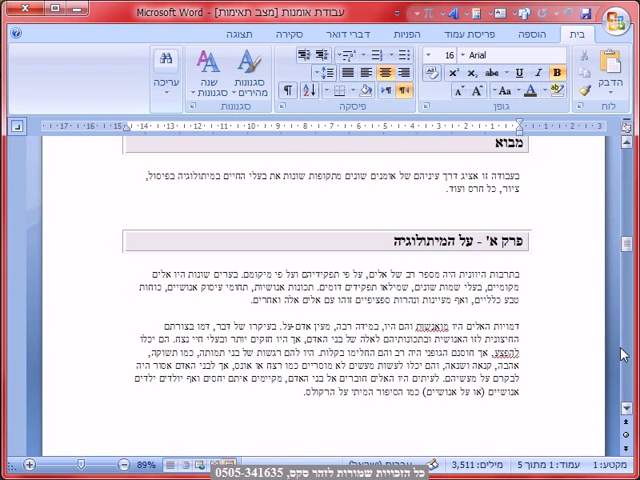 עבודת אומנות [מצב תאימות] - Microsoft Word
בית
הוספה
פריסת עמוד
הפניות
דברי דואר
סקירה
תצוגה
הדבק
לוח
Arial
16
גופן
פיסקה
סגנונות מהירים
שנה סגנונות
סגנונות
עריכה
מבוא
בעבודה זו אציג דרך עיניהם של אומנים שונים מתקופות שונות את בעלי החיים במיתולוגיה בפיסול,
ציור, כל חרס ועוד.
פרק א' - על המיתולוגיה
בתרבות היוונית היה מספר רב של אלים, על פי תפקידיהם ועל פי מיקומם. בערים שונות היו אלים
מקומיים, בעלי שמות שונים, שמילאו תפקידים דומים. תכונות אנושיות, תחומי עיסוק אנושיים, כוחות
טבע כלליים, ואף מעיינות ונהרות ספציפיים זוהו עם אלים אלה ואחרים.
דמויות האלים היו מואנשות והם היו, במידה רבה, מעין אדם-על. בעיקרו של דבר, דמו בצורתם
החיצונית לזו האנושית ובתכונותיהם לאלה של בני האדם, אך היו חזקים יותר ובעלי חיי נצח. הם יכלו
להפצע, אך חוסנם הגופני היה רב והם החלימו בקלות. היו להם רגשות של בני תמותה, כמו תשוקה,
אהבה, קנאה ושנאה, והם יכלו לעשות מעשים לא מוסריים כמו רצח או אונס, אך לבני האדם אסור היה
לבקרם על מעשיהם. לעיתים היו האלים חוברים אל בני האדם, מקיימים איתם יחסים ואף יולדים ילדים
אנושיים (או על אנושיים) כמו הסיפור המיתי על הרקולס.
מקטע: 1
עמוד: 1 מתוך 5
מילים: 3,511
עברית (ישראל)
89%
כל הזכויות שמורות לזהר סקס, 0505-341635